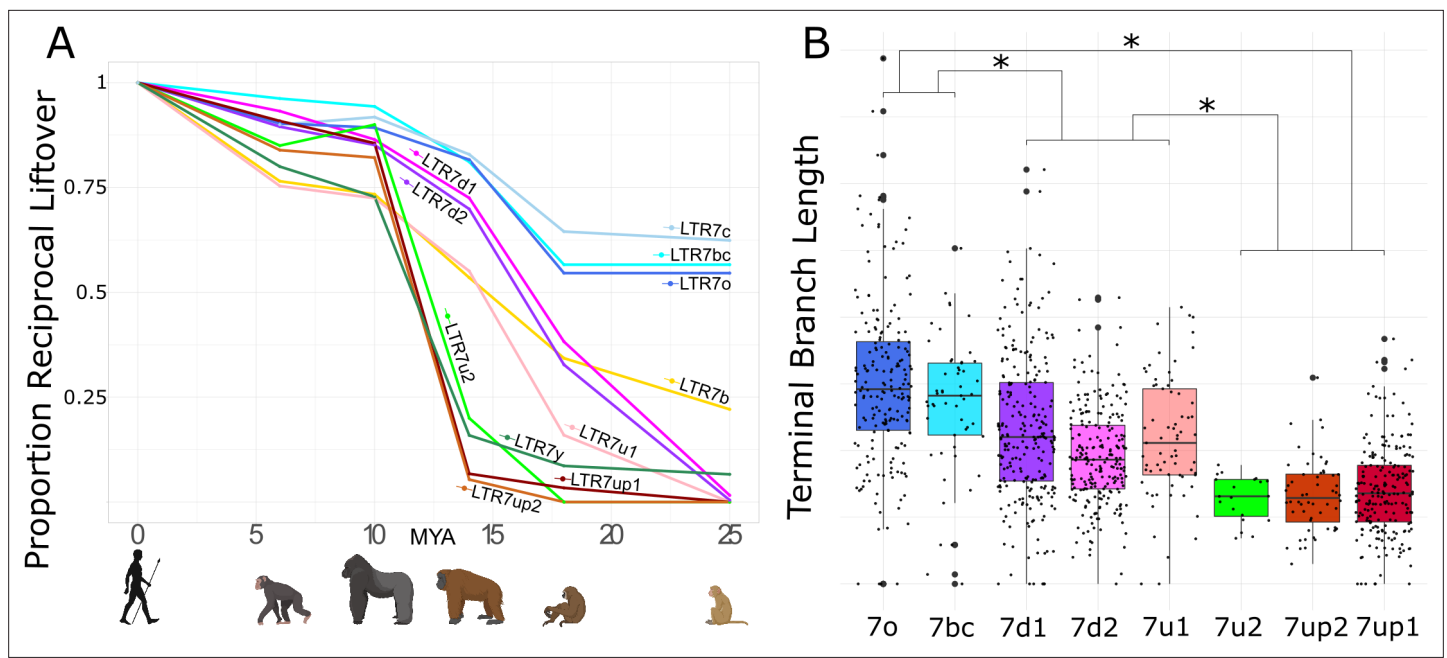 A
Proportion Reciprocal Liftover
1
0.75
0.5
0.25
LTR7d1
LTR7d2
LTR7c
LTR7bc
LTR7o
LTR7u2
LTR7b
LTR7u1
LTR7y
LTR7up1
LTR7up2
0 5 10 15 20 25
MYA
B
Terminal Branch Length
*
*
*
7o 7bc 7d1 7d2 7u1 7u2 7up2 7up1